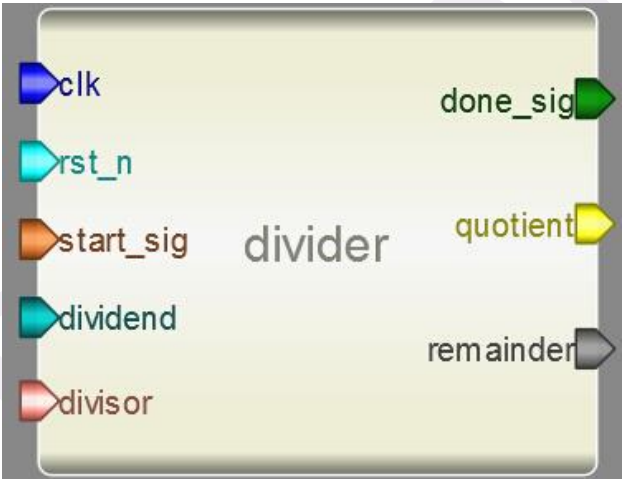 clk
rst_n
start_sig
dividend
divisor
divider
done_sig
quotient
remainder